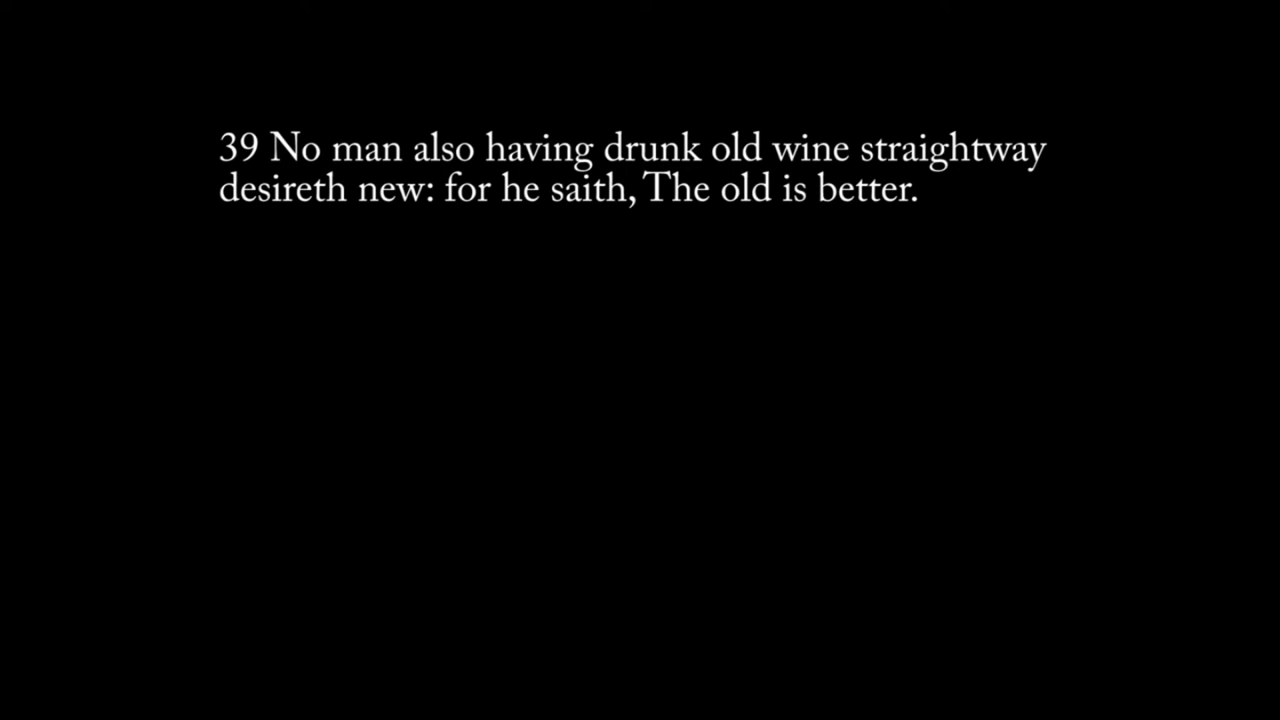 39 No man also having drunk old wine straightway
desireth new: for he saith, The old is better.